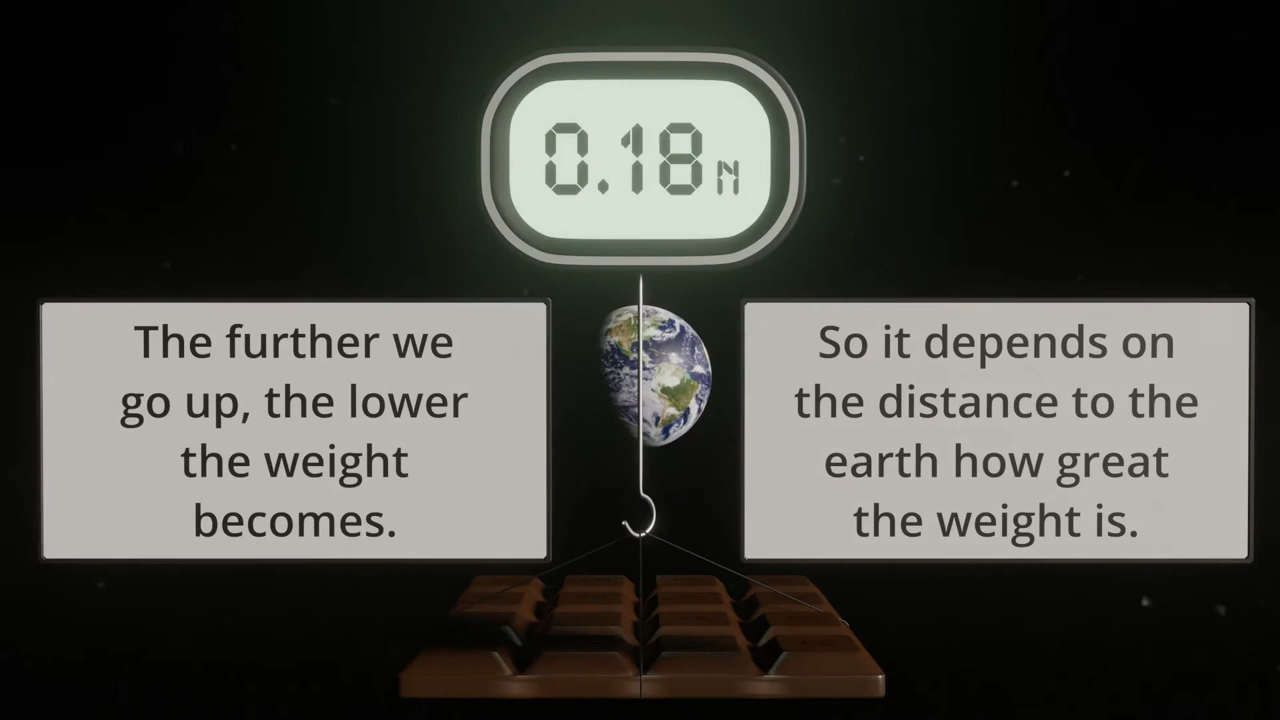 0.18 N
The further we
go up, the lower
the weight
becomes.
So it depends on
the distance to the
earth how great
the weight is.